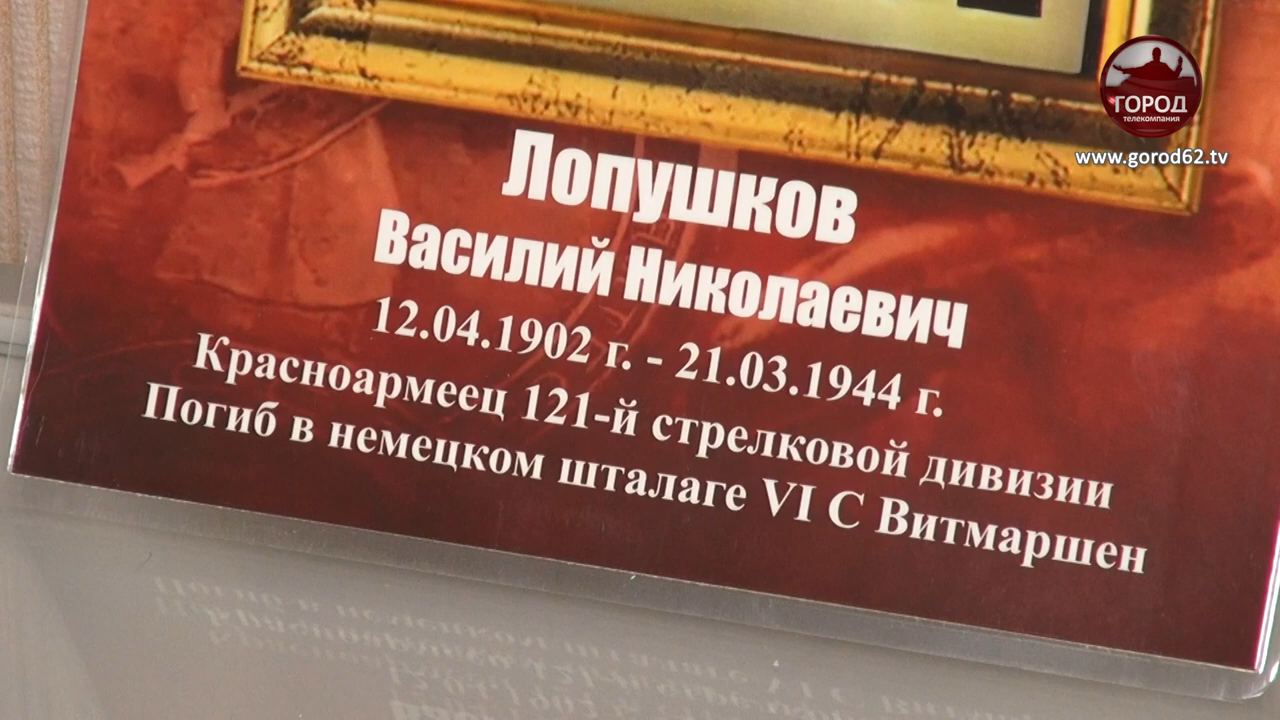 ГОРОД
телекомпания
www.gorod62.tv
Лопушков
Василий Николаевич
12.04.1902 г. - 21.03.1944 г.
Красноармеец 121-й стрелковой дивизии
Погиб в немецком шталаге VI C Витмаршен